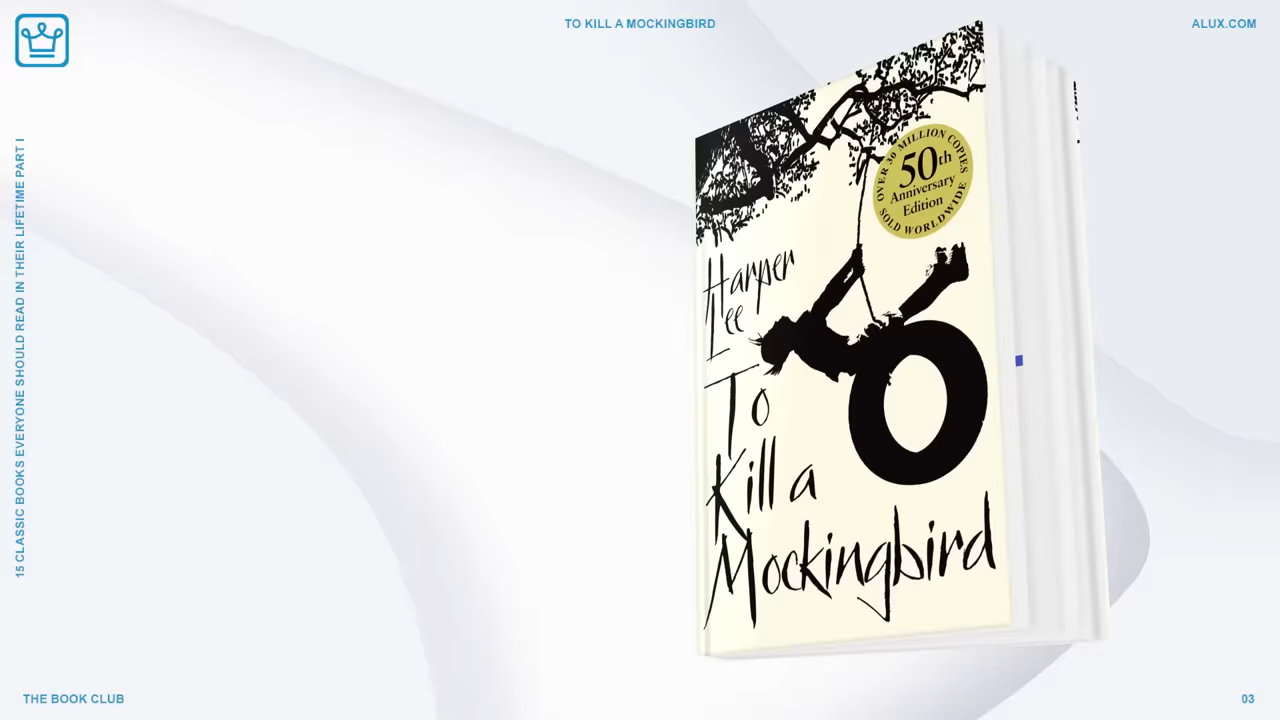 TO KILL A MOCKINGBIRD
ALUX.COM
15 CLASSIC BOOKS EVERYONE SHOULD READ IN THEIR LIFETIME PART I
OVER 30 MILLION COPIES
50th
Anniversary
Edition
SOLD WORLDWIDE
Harper
Lee
To
Kill a
Mockingbird
THE BOOK CLUB
03